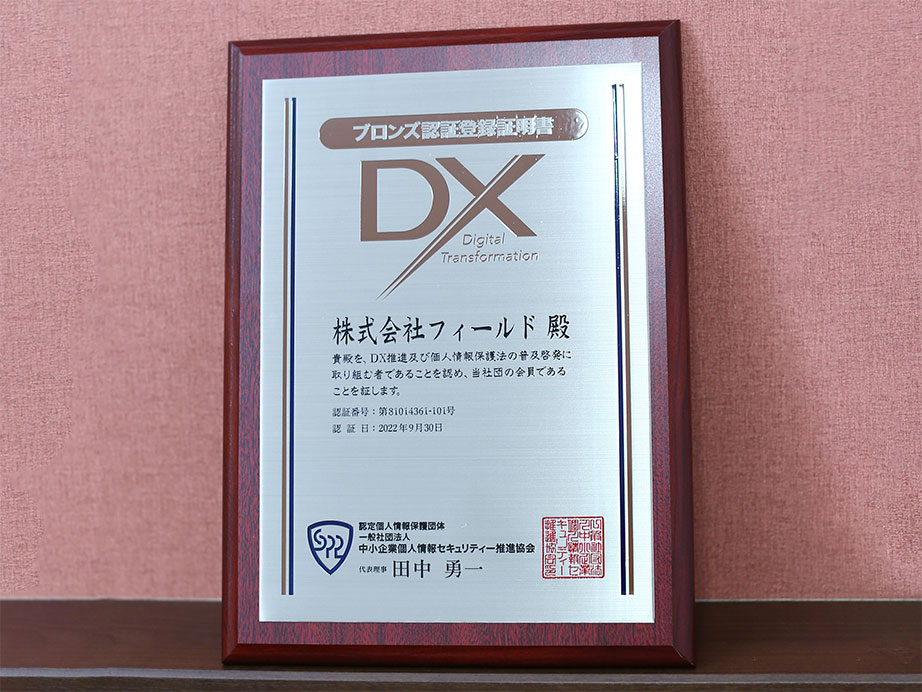 ブロンズ認証登録証明書
DX
Digital
Transformation
株式会社フィールド 殿
貴殿を、DX推進及び個人情報保護法の普及啓発に
取り組む者であることを認め、当社団の会員である
ことを証します。
認証番号：第81014361-101号
認 証 日：2022年9月30日
SPL
認定個人情報保護団体
一般社団法人
中小企業個人情報セキュリティー推進協会
代表理事 田中 勇一